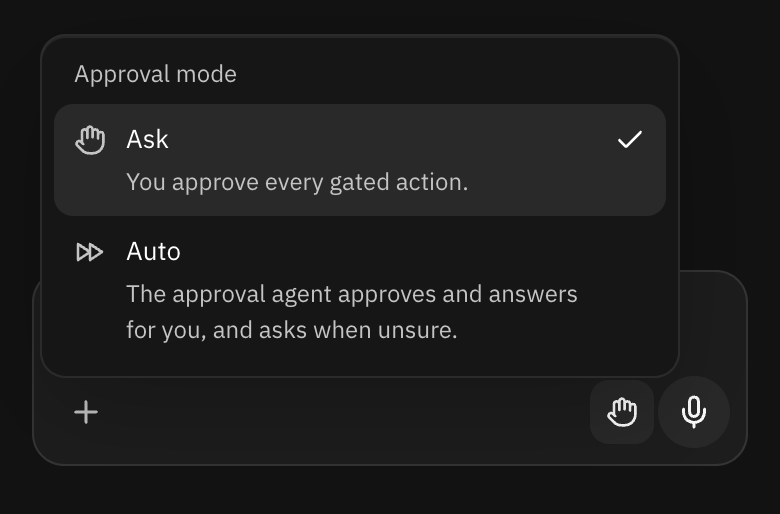 Approval mode
Ask
You approve every gated action.
Auto
The approval agent approves and answers
for you, and asks when unsure.